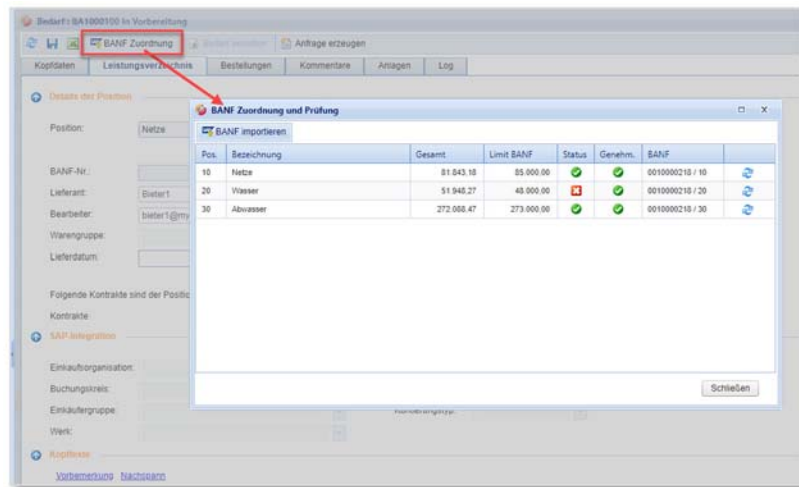 Bedarf: BA1000100 In Vorbereitung
BANF Zuordnung
Anfrage erzeugen
Kopfdaten Leistungsverzeichnis Bestellungen Kommentare Anlagen Log
Details der Position
Position: Netze
BANF-Nr.:
Lieferant: Bieter1
Bearbeiter: bieter1@my
Warengruppe:
Lieferdatum:
Folgende Kontrakte sind der Positio
Kontrakte:
SAP Integration
Einkaufsorganisation:
Buchungskreis:
Einkäufergruppe:
Werk:
Kopftexte
Vorbemerkung Nachspann
BANF Zuordnung und Prüfung
BANF importieren
Pos. Bezeichnung Gesamt Limit BANF Status Genehm. BANF
10 Netze 81.843,18 85.000,00 0010000218 / 10
20 Wasser 51.948,27 48.000,00 0010000218 / 20
30 Abwasser 272.088,47 273.000,00 0010000218 / 30
Schließen